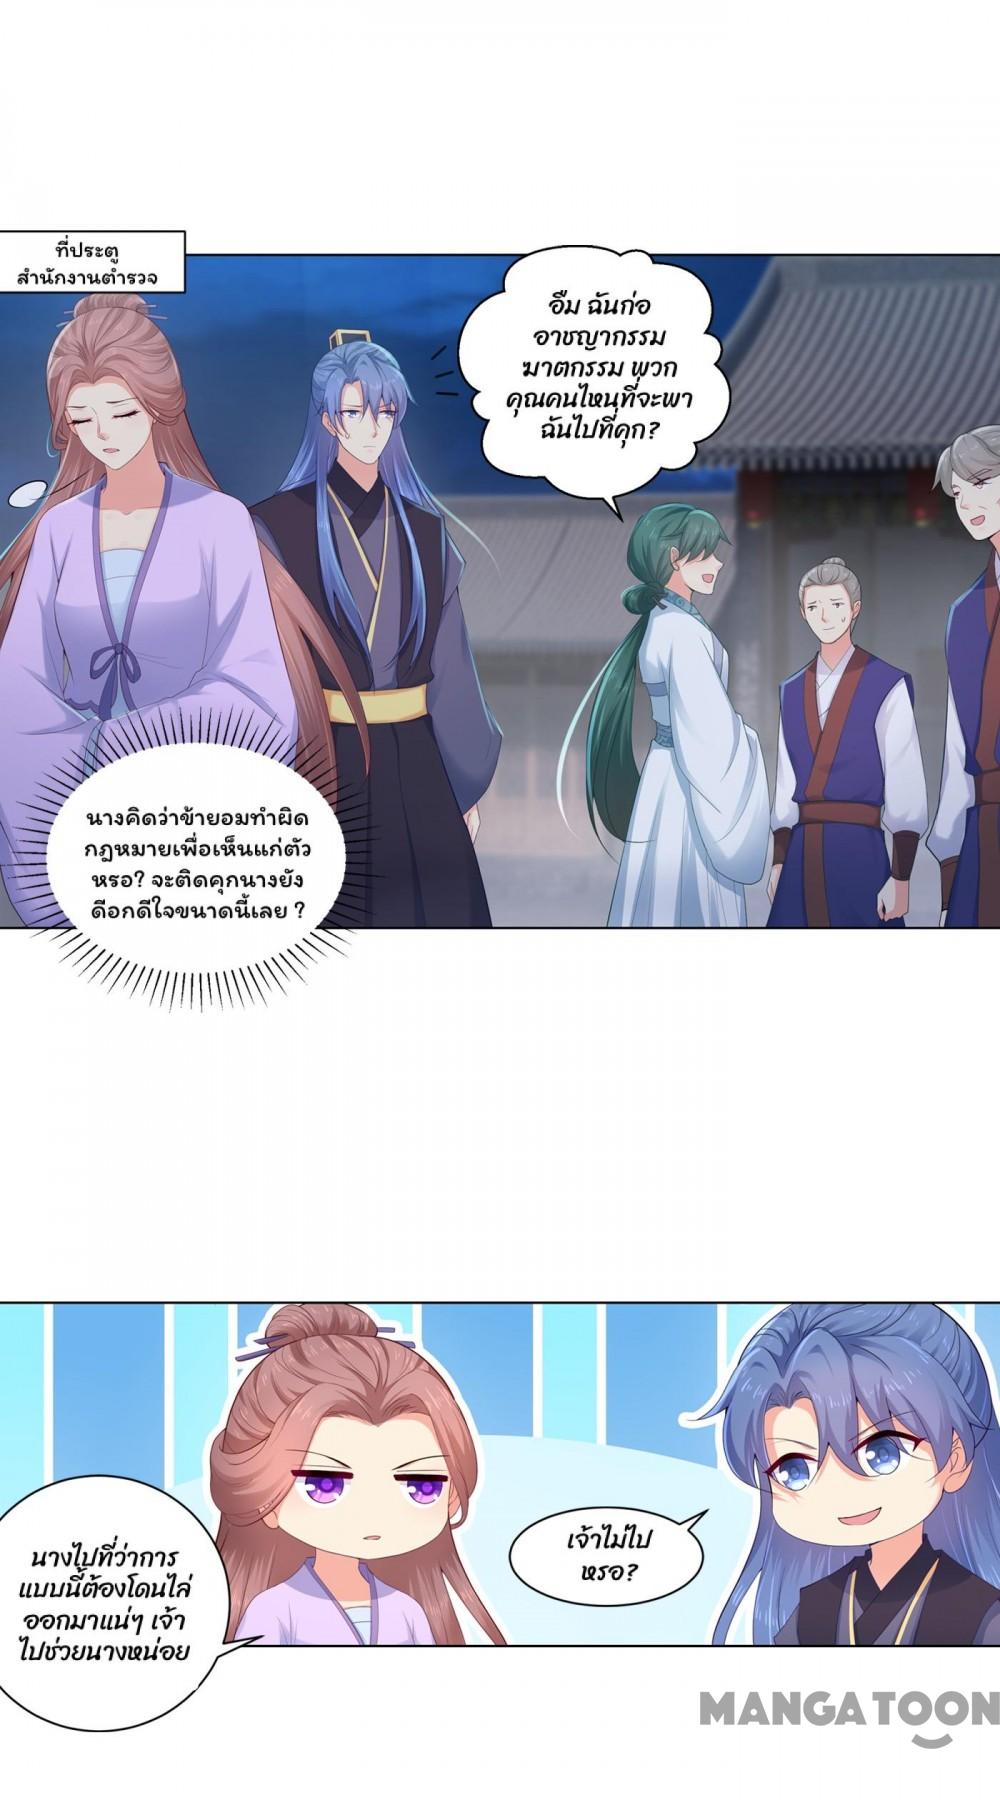 ที่ประตู
สำนักงานตำรวจ
อืม ฉันก่อ
อาชญากรรม
ฆาตกรรม พวก
คุณคนไหนที่จะพา
ฉันไปที่คุก?
นางคิดว่าข้ายอมทำผิด
กฎหมายเพื่อเห็นแก่ตัว
หรอ? จะติดคุกนางยัง
ดีอกดีใจขนาดนี้เลย ?
เจ้าไม่ไป
หรอ?
นางไปที่ว่าการ
แบบนี้ต้องโดนไล่
ออกมาแน่ๆ เจ้า
ไปช่วยนางหน่อย
MANGATOON